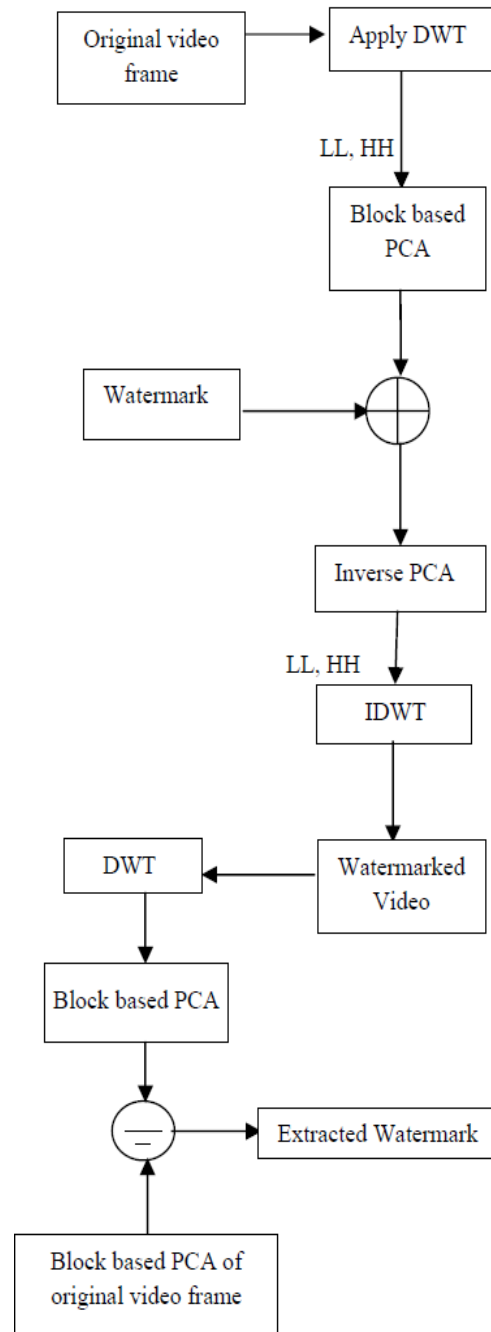 Original video
frame
Apply DWT
LL, HH
Block based
PCA
Watermark
Inverse PCA
LL, HH
IDWT
DWT
Watermarked
Video
Block based PCA
Extracted Watermark
Block based PCA of
original video frame